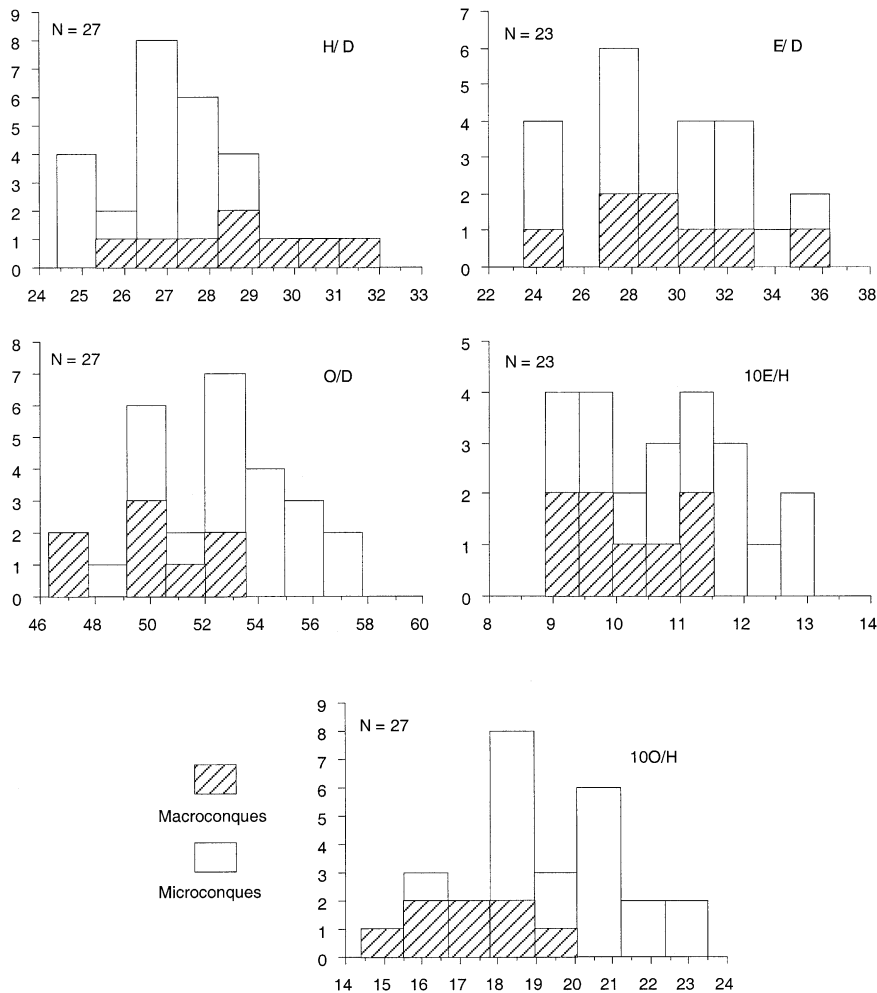 N = 27
H/ D
9
8
7
6
5
4
3
2
1
0
24 25 26 27 28 29 30 31 32 33
N = 23
E/ D
7
6
5
4
3
2
1
0
22 24 26 28 30 32 34 36 38
N = 27
O/D
8
7
6
5
4
3
2
1
0
46 48 50 52 54 56 58 60
N = 23
10E/H
5
4
3
2
1
0
8 9 10 11 12 13 14
N = 27
10O/H
9
8
7
6
5
4
3
2
1
0
14 15 16 17 18 19 20 21 22 23 24
Macroconques
Microconques